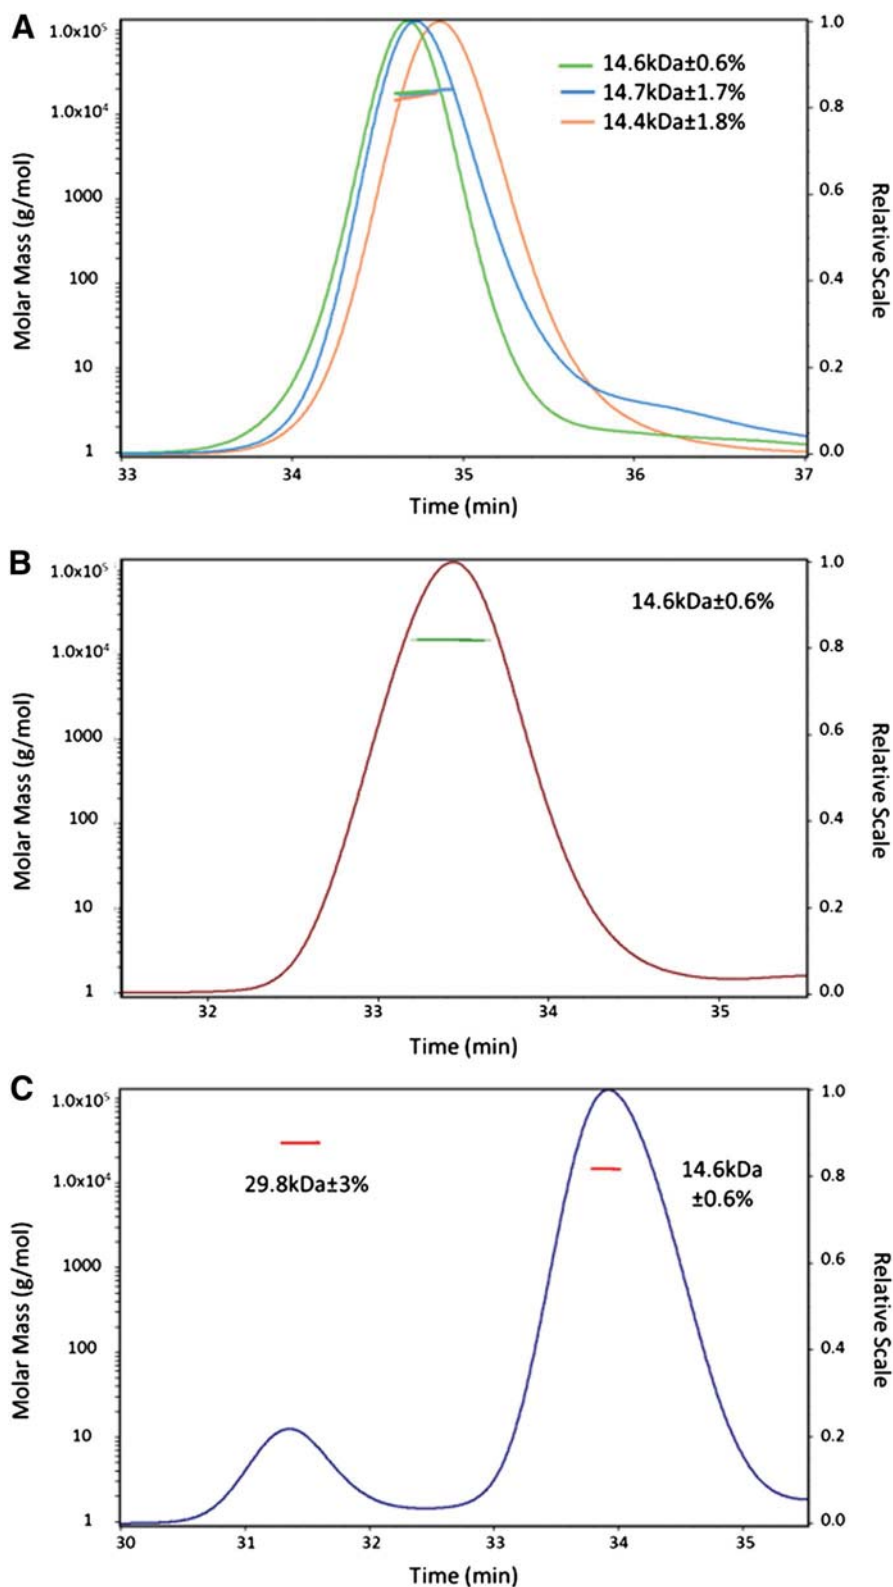 A
1.0x10⁵
1.0x10⁴
1000
100
10
1
Molar Mass (g/mol)
14.6kDa±0.6%
14.7kDa±1.7%
14.4kDa±1.8%
1.0
0.8
0.6
0.4
0.2
0.0
Relative Scale
33 34 35 36 37
Time (min)
B
1.0x10⁵
1.0x10⁴
1000
100
10
1
Molar Mass (g/mol)
14.6kDa±0.6%
1.0
0.8
0.6
0.4
0.2
0.0
Relative Scale
32 33 34 35
Time (min)
C
1.0x10⁵
1.0x10⁴
1000
100
10
1
Molar Mass (g/mol)
29.8kDa±3%
14.6kDa
±0.6%
1.0
0.8
0.6
0.4
0.2
0.0
Relative Scale
30 31 32 33 34 35
Time (min)